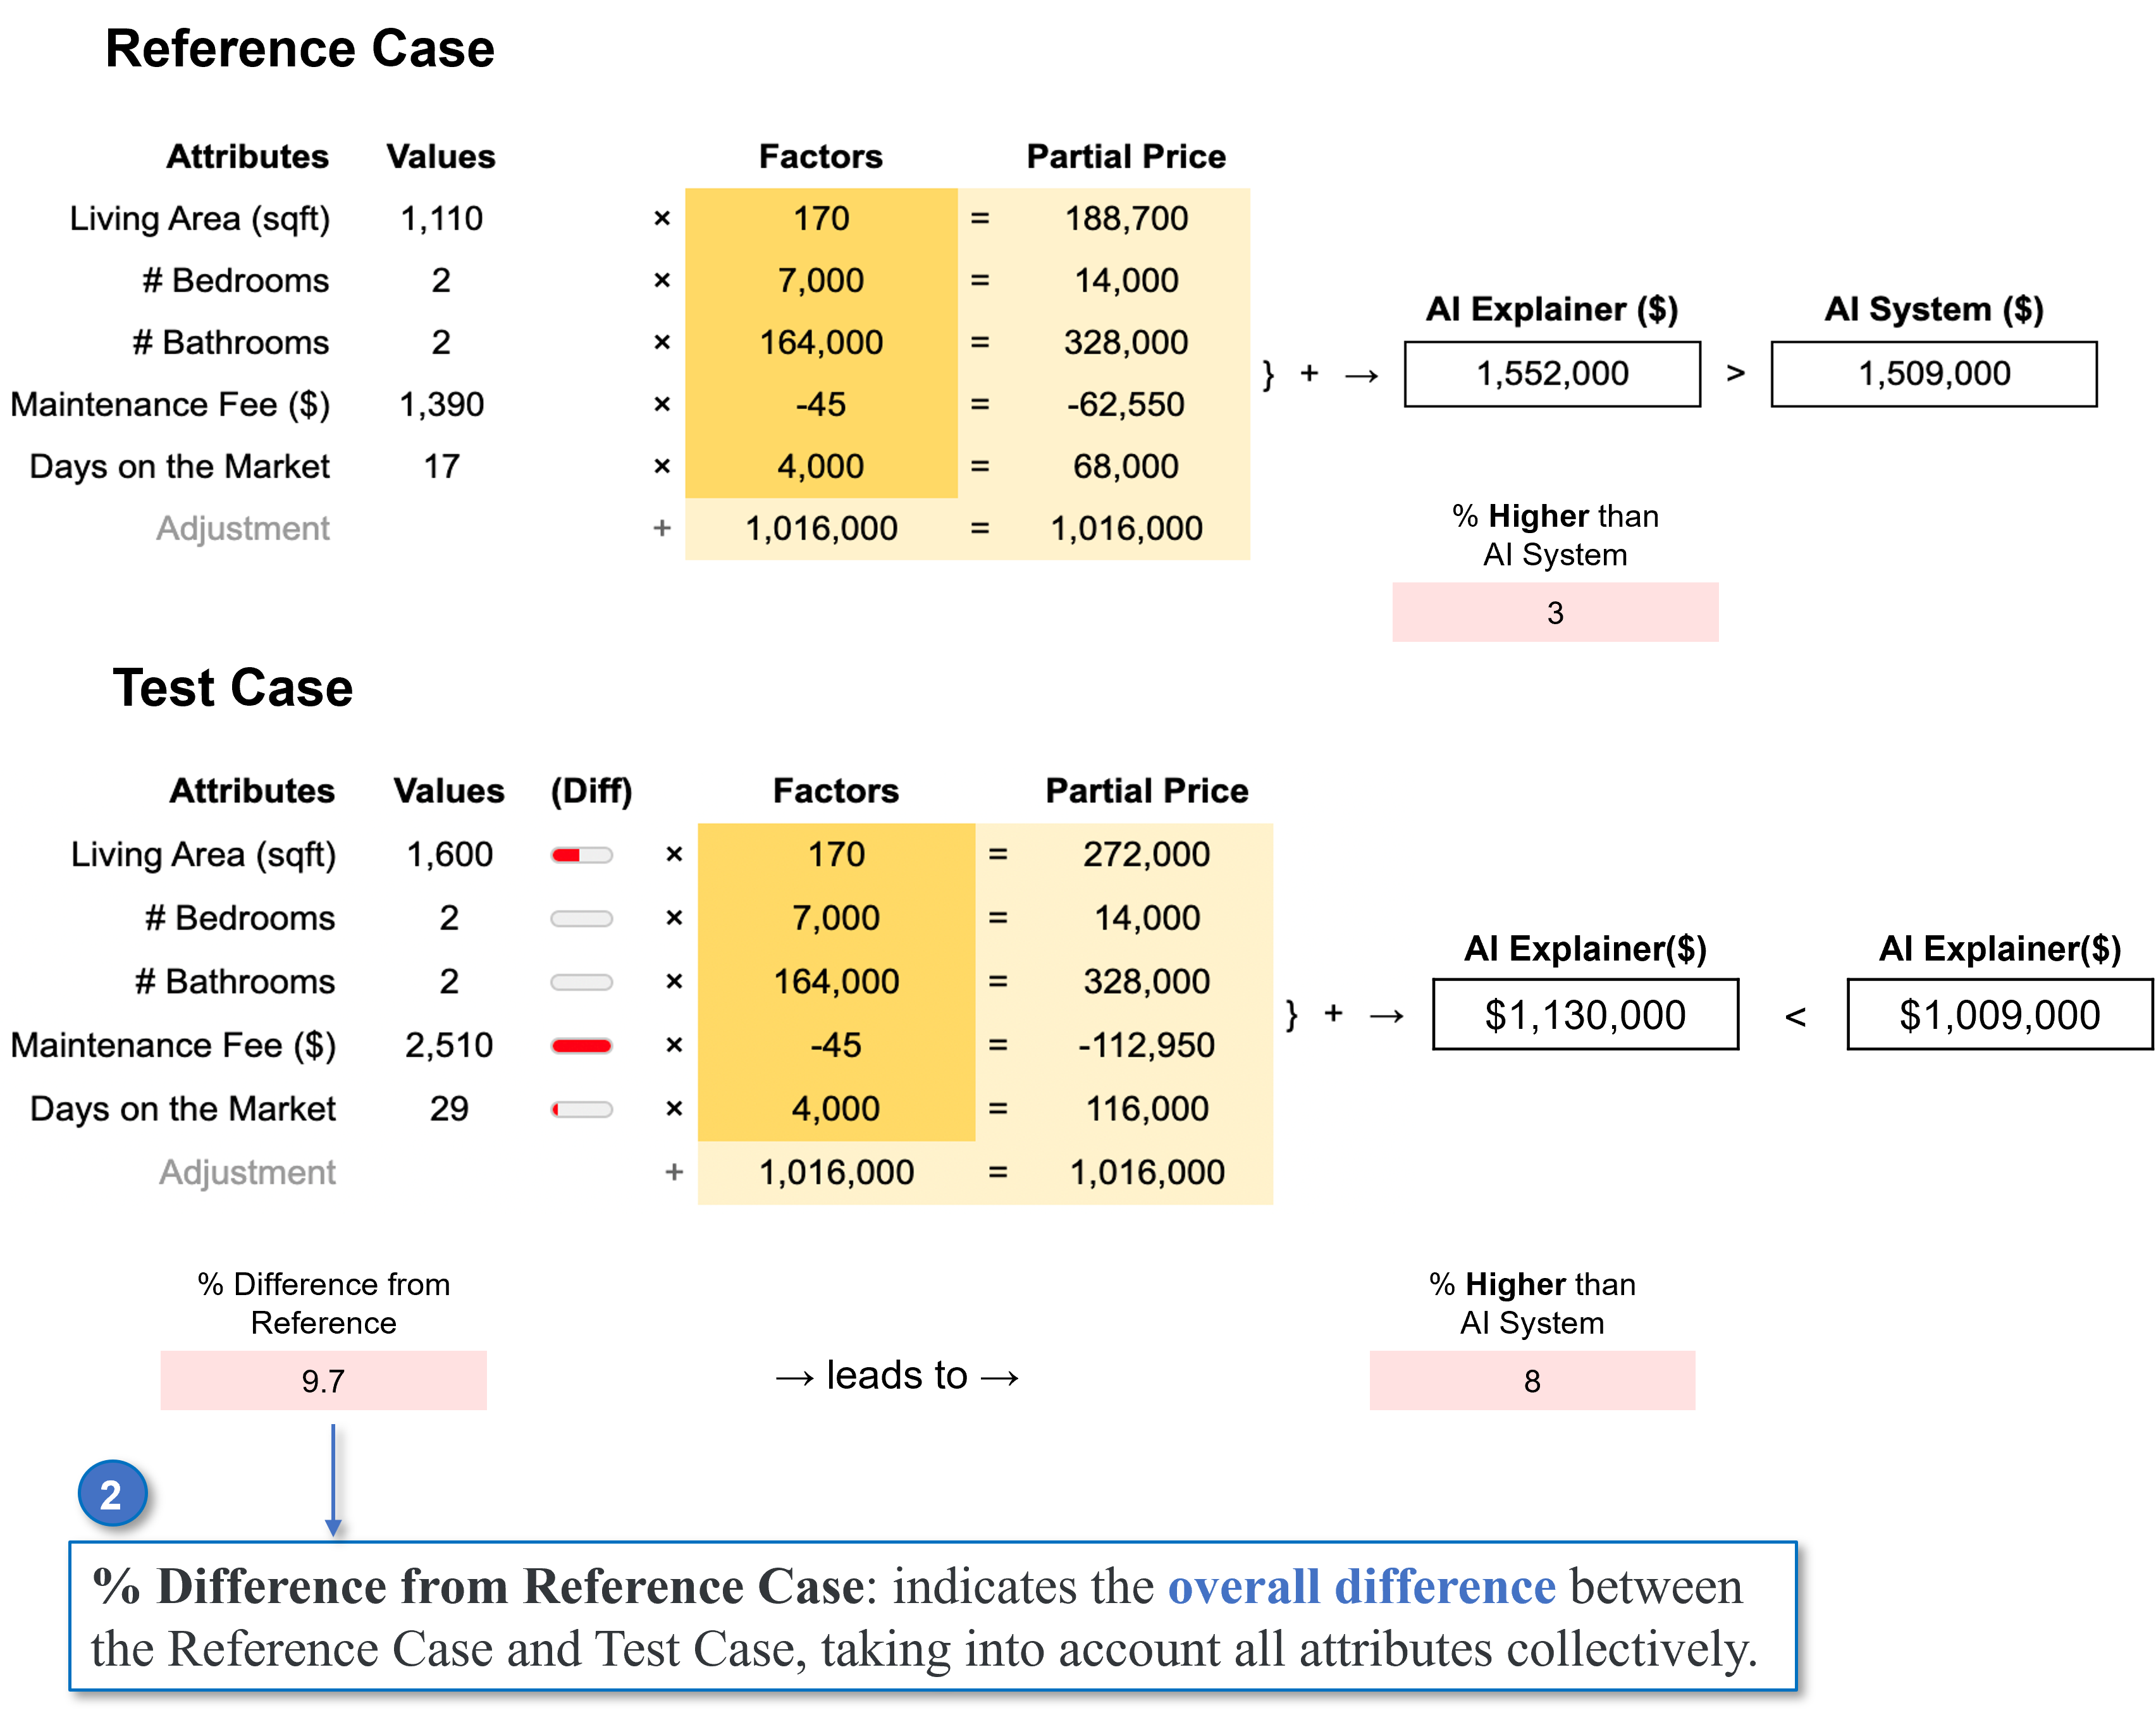 Reference Case
Attributes Values Factors Partial Price
Living Area (sqft) 1,110 × 170 = 188,700
# Bedrooms 2 × 7,000 = 14,000
# Bathrooms 2 × 164,000 = 328,000
Maintenance Fee ($) 1,390 × -45 = -62,550
Days on the Market 17 × 4,000 = 68,000
Adjustment + 1,016,000 = 1,016,000
} + →
AI Explainer ($) AI System ($)
1,552,000 > 1,509,000
% Higher than
AI System
3
Test Case
Attributes Values (Diff) Factors Partial Price
Living Area (sqft) 1,600 × 170 = 272,000
# Bedrooms 2 × 7,000 = 14,000
# Bathrooms 2 × 164,000 = 328,000
Maintenance Fee ($) 2,510 × -45 = -112,950
Days on the Market 29 × 4,000 = 116,000
Adjustment + 1,016,000 = 1,016,000
} + →
AI Explainer($) AI Explainer($)
$1,130,000 < $1,009,000
% Difference from
Reference
9.7
→ leads to →
% Higher than
AI System
8
2
% Difference from Reference Case: indicates the overall difference between
the Reference Case and Test Case, taking into account all attributes collectively.